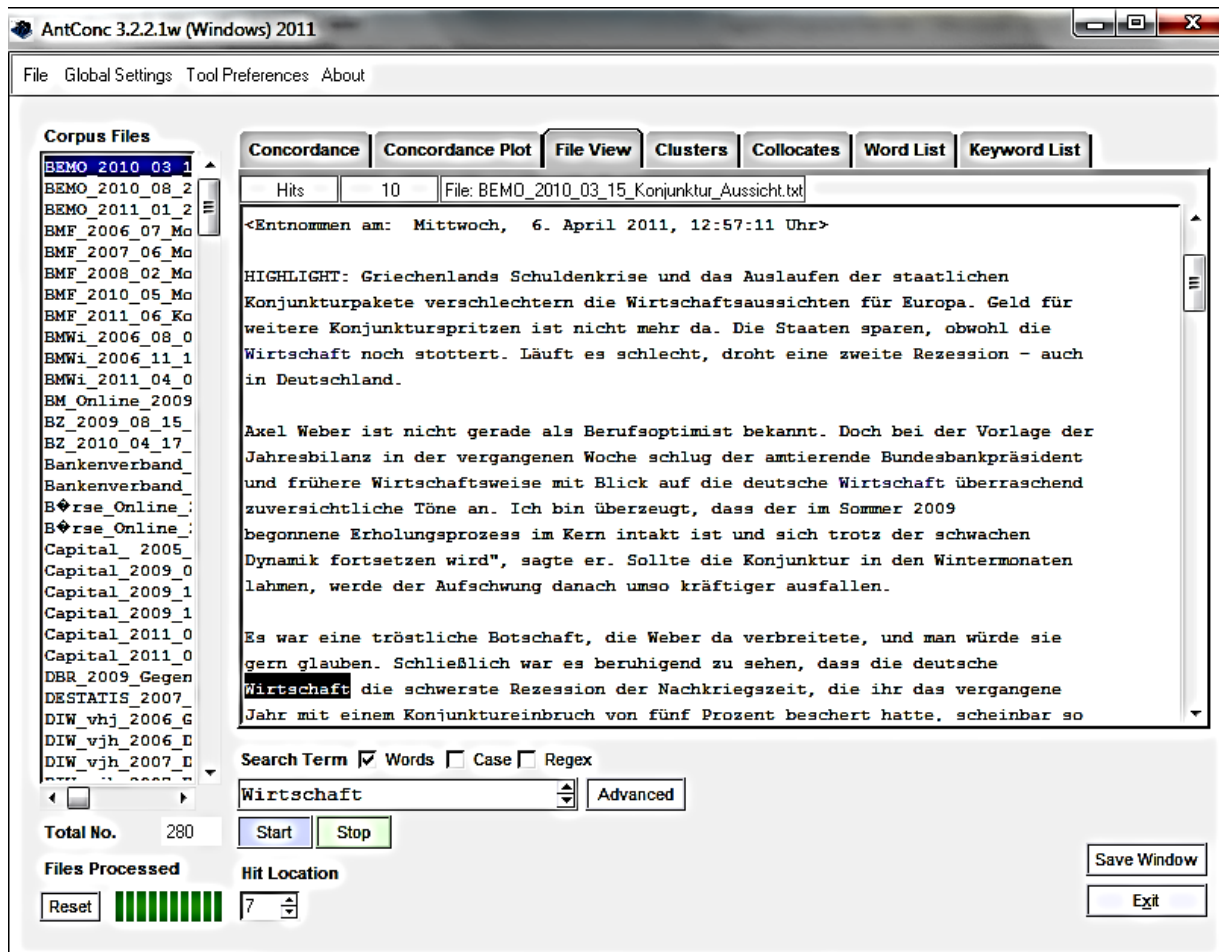 AntConc 3.2.2.1w (Windows) 2011
File Global Settings Tool Preferences About
Corpus Files
BEMO_2010_03_1
BEMO_2010_08_2
BEMO_2011_01_2
BMF_2006_07_Mo
BMF_2007_06_Mo
BMF_2008_02_Mo
BMF_2010_05_Mo
BMF_2011_06_Ko
BMWi_2006_08_0
BMWi_2006_11_1
BMWi_2011_04_0
BM_Online_2009
BZ_2009_08_15_
BZ_2010_04_17_
Bankenverband_
Bankenverband_
B�rse_Online_
B�rse_Online_
Capital_ 2005_
Capital_2009_0
Capital_2009_1
Capital_2009_1
Capital_2011_0
Capital_2011_0
DBR_2009_Gegen
DESTATIS_2007_
DIW_vhj_2006_G
DIW_vjh_2006_D
DIW_vjh_2007_D
Total No. 280
Files Processed
Reset
Concordance Concordance Plot File View Clusters Collocates Word List Keyword List
Hits 10 File: BEMO_2010_03_15_Konjunktur_Aussicht.txt
<Entnommen am: Mittwoch, 6. April 2011, 12:57:11 Uhr>
HIGHLIGHT: Griechenlands Schuldenkrise und das Auslaufen der staatlichen
Konjunkturpakete verschlechtern die Wirtschaftsaussichten für Europa. Geld für
weitere Konjunkturspritzen ist nicht mehr da. Die Staaten sparen, obwohl die
Wirtschaft noch stottert. Läuft es schlecht, droht eine zweite Rezession – auch
in Deutschland.
Axel Weber ist nicht gerade als Berufsoptimist bekannt. Doch bei der Vorlage der
Jahresbilanz in der vergangenen Woche schlug der amtierende Bundesbankpräsident
und frühere Wirtschaftsweise mit Blick auf die deutsche Wirtschaft überraschend
zuversichtliche Töne an. Ich bin überzeugt, dass der im Sommer 2009
begonnene Erholungsprozess im Kern intakt ist und sich trotz der schwachen
Dynamik fortsetzen wird", sagte er. Sollte die Konjunktur in den Wintermonaten
lahmen, werde der Aufschwung danach umso kräftiger ausfallen.
Es war eine tröstliche Botschaft, die Weber da verbreitete, und man würde sie
gern glauben. Schließlich war es beruhigend zu sehen, dass die deutsche
Wirtschaft die schwerste Rezession der Nachkriegszeit, die ihr das vergangene
Jahr mit einem Konjunktureinbruch von fünf Prozent beschert hatte, scheinbar so
Search Term Words Case Regex
Wirtschaft Advanced
Start Stop
Hit Location
7
Save Window
Exit